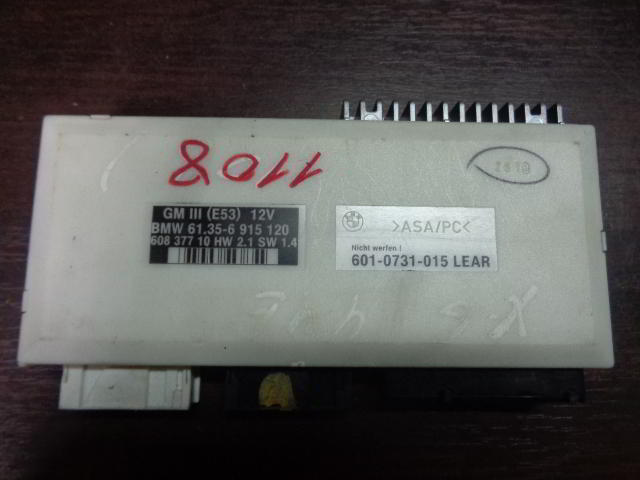 1108
GM III (E53) 12V
BMW 61.35-6 915 120
608 377 10 HW 2.1 SW 1.4
>ASA/PC<
Nicht werfen !
601-0731-015 LEAR